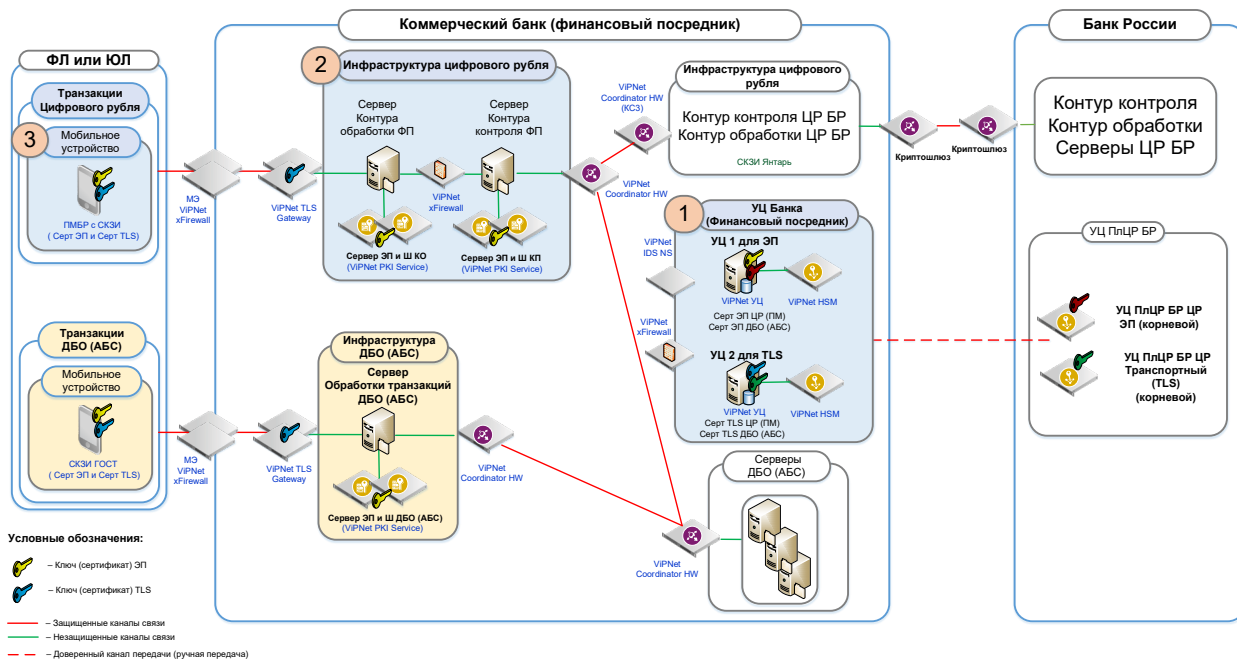 Коммерческий банк (финансовый посредник)
Банк России
ФЛ или ЮЛ
Транзакции
Цифрового рубля
3
Мобильное
устройство
ПМБР с СКЗИ
( Серт ЭП и Серт TLS)
МЭ
ViPNet
xFirewall
ViPNet TLS
Gateway
2
Инфраструктура цифрового рубля
Сервер
Контура
обработки ФП
Сервер
Контура
контроля ФП
ViPNet
xFirewall
Сервер ЭП и Ш КО
(ViPNet PKI Service)
Сервер ЭП и Ш КП
(ViPNet PKI Service)
ViPNet
Coordinator HW
(КС3)
ViPNet
Coordinator HW
Инфраструктура цифрового
рубля
Контур контроля ЦР БР
Контур обработки ЦР БР
СКЗИ Янтарь
Криптошлюз
Криптошлюз
Контур контроля
Контур обработки
Серверы ЦР БР
1
УЦ Банка
(Финансовый посредник)
ViPNet
IDS NS
ViPNet
xFirewall
УЦ 1 для ЭП
ViPNet УЦ
ViPNet HSM
Серт ЭП ЦР (ПМ)
Серт ЭП ДБО (АБС)
УЦ 2 для TLS
ViPNet УЦ
ViPNet HSM
Серт TLS ЦР (ПМ)
Серт TLS ДБО (АБС)
УЦ ПлЦР БР
УЦ ПлЦР БР ЦР
ЭП (корневой)
УЦ ПлЦР БР ЦР
Транспортный
(TLS)
(корневой)
Транзакции
ДБО (АБС)
Мобильное
устройство
СКЗИ ГОСТ
( Серт ЭП и Серт TLS)
МЭ
ViPNet
xFirewall
ViPNet TLS
Gateway
Инфраструктура
ДБО (АБС)
Сервер
Обработки транзакций
ДБО (АБС)
Сервер ЭП и Ш ДБО (АБС)
(ViPNet PKI Service)
ViPNet
Coordinator HW
ViPNet
Coordinator HW
Серверы
ДБО (АБС)
Условные обозначения:
– Ключ (сертификат) ЭП
– Ключ (сертификат) TLS
– Защищенные каналы связи
– Незащищенные каналы связи
– Доверенный канал передачи (ручная передача)